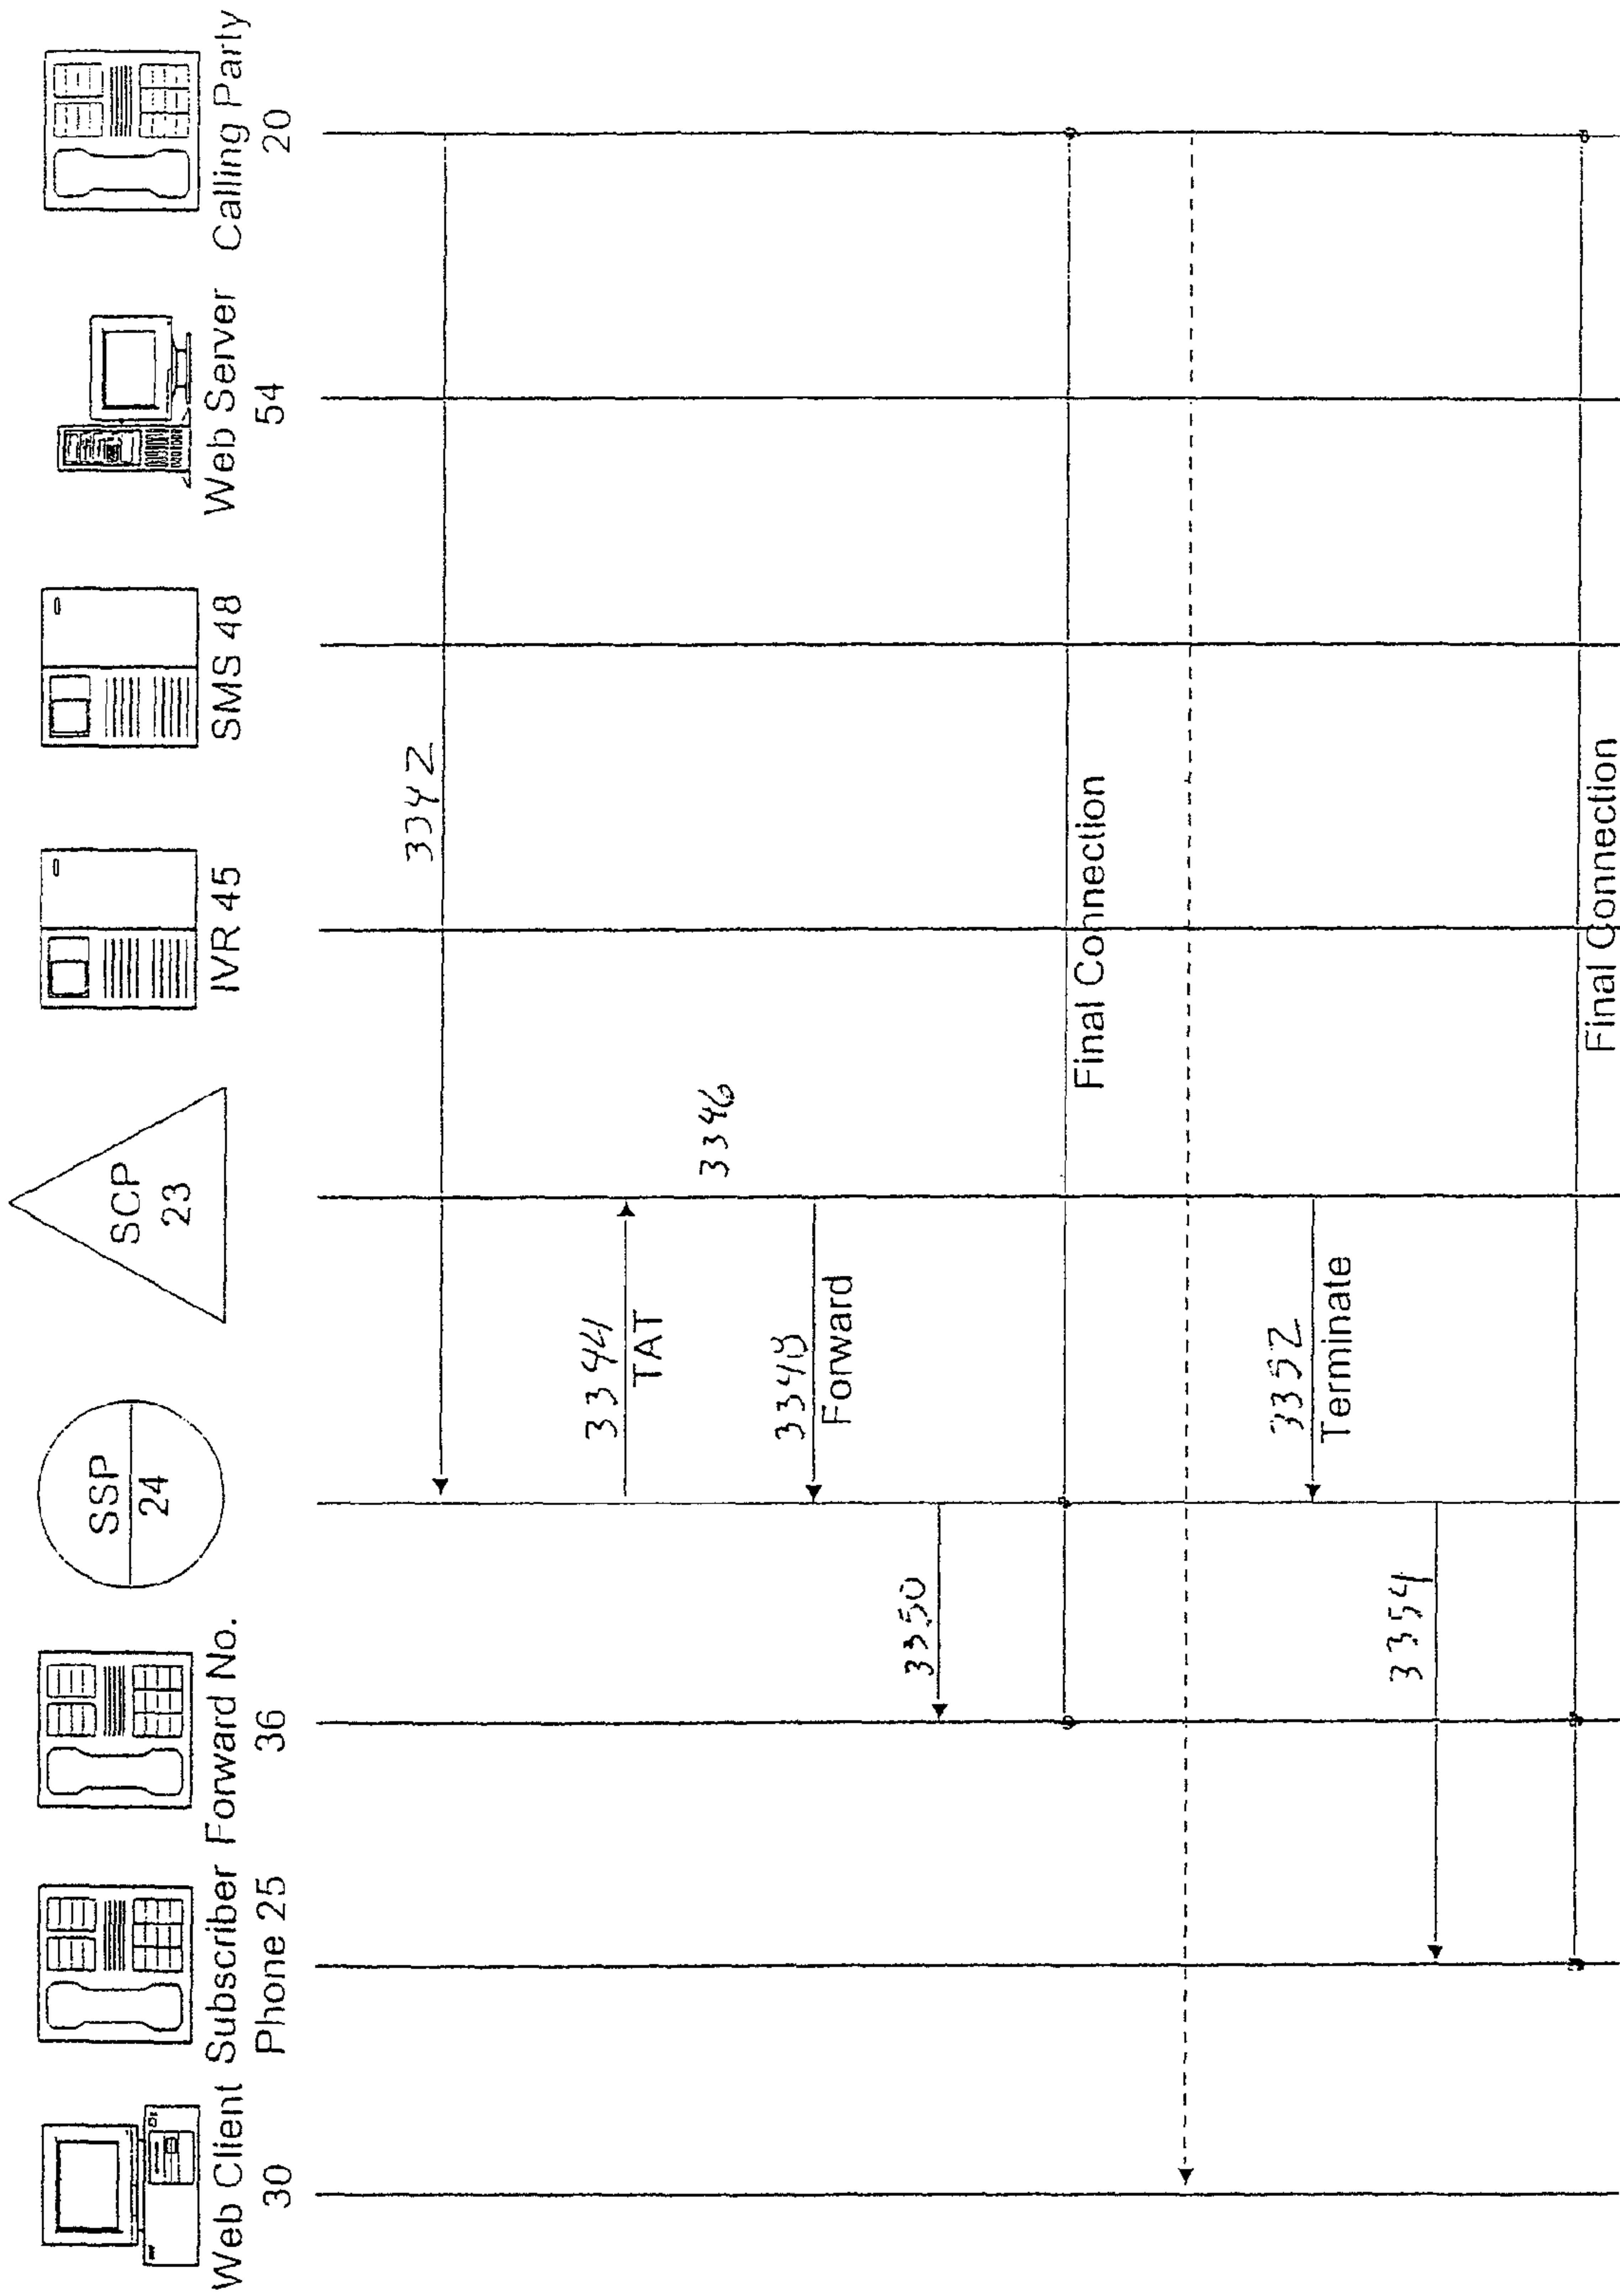 Web Client
30
Subscriber
Phone 25
Forward No.
36
SSP
24
SCP
23
IVR 45
SMS 48
Web Server
54
Calling Party
20
3342
3344
TAT
3346
3348
Forward
3350
Final Connection
3352
Terminate
3354
Final Connection